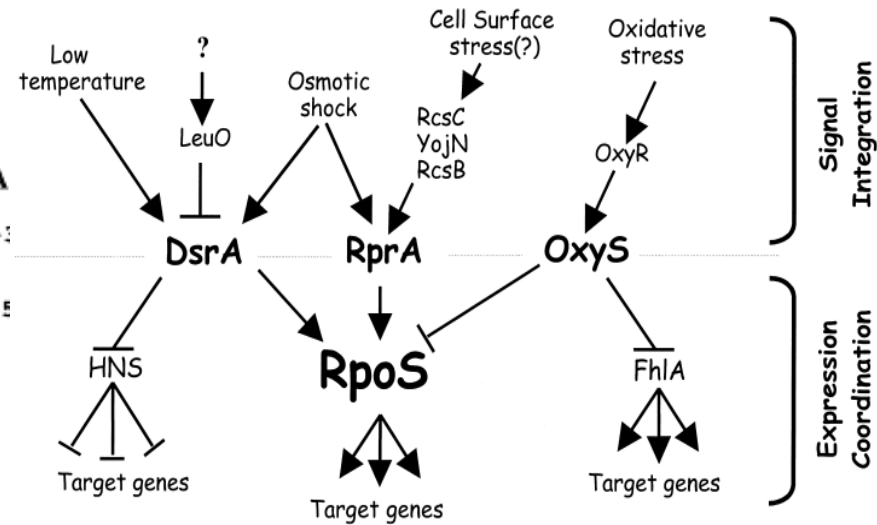 Low
temperature
?
LeuO
Osmotic
shock
Cell Surface
stress(?)
RcsC
YojN
RcsB
Oxidative
stress
OxyR
Signal
Integration
DsrA
RprA
OxyS
HNS
RpoS
FhlA
Target genes
Target genes
Target genes
Expression
Coordination